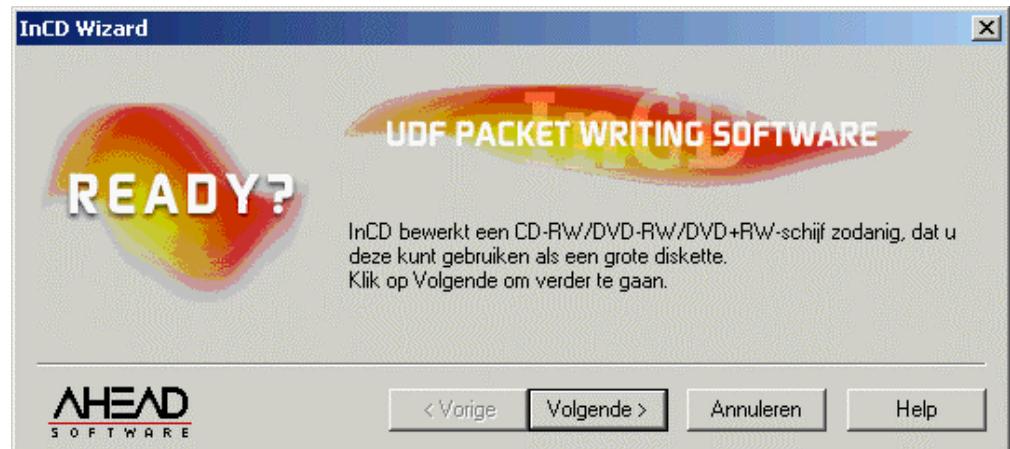 InCD Wizard
InCD
UDF PACKET WRITING SOFTWARE
READY?
InCD bewerkt een CD-RW/DVD-RW/DVD+RW-schijf zodanig, dat u
deze kunt gebruiken als een grote diskette.
Klik op Volgende om verder te gaan.
AHEAD
SOFTWARE
< Vorige
Volgende >
Annuleren
Help